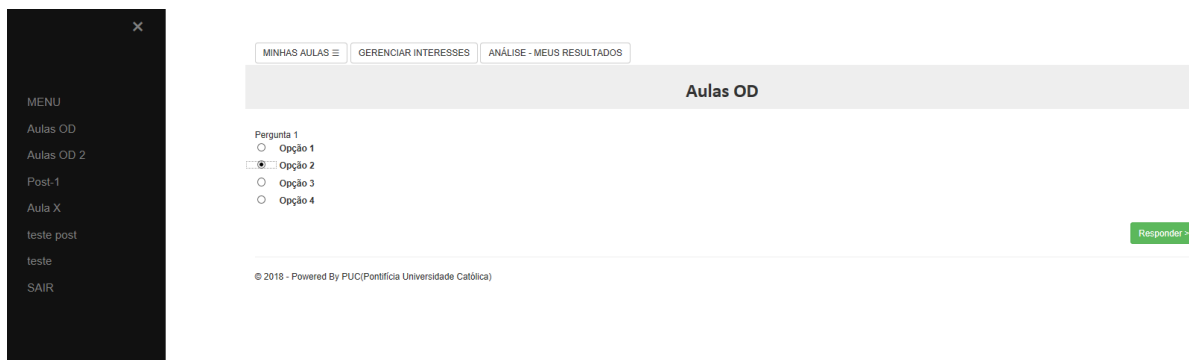 ×
MENU
Aulas OD
Aulas OD 2
Post-1
Aula X
teste post
teste
SAIR
MINHAS AULAS ☰ GERENCIAR INTERESSES ANÁLISE - MEUS RESULTADOS
Aulas OD
Pergunta 1
Opção 1
Opção 2
Opção 3
Opção 4
Responder >
© 2018 - Powered By PUC(Pontifícia Universidade Católica)